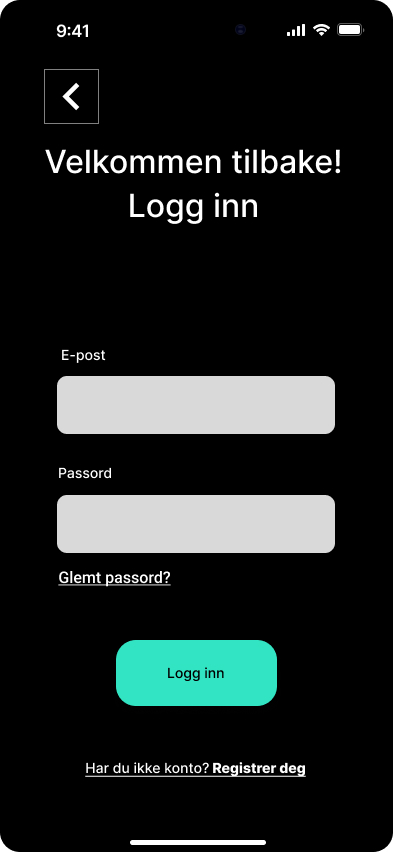 9:41
Velkommen tilbake!
Logg inn
E-post
Passord
Glemt passord?
Logg inn
Har du ikke konto? Registrer deg